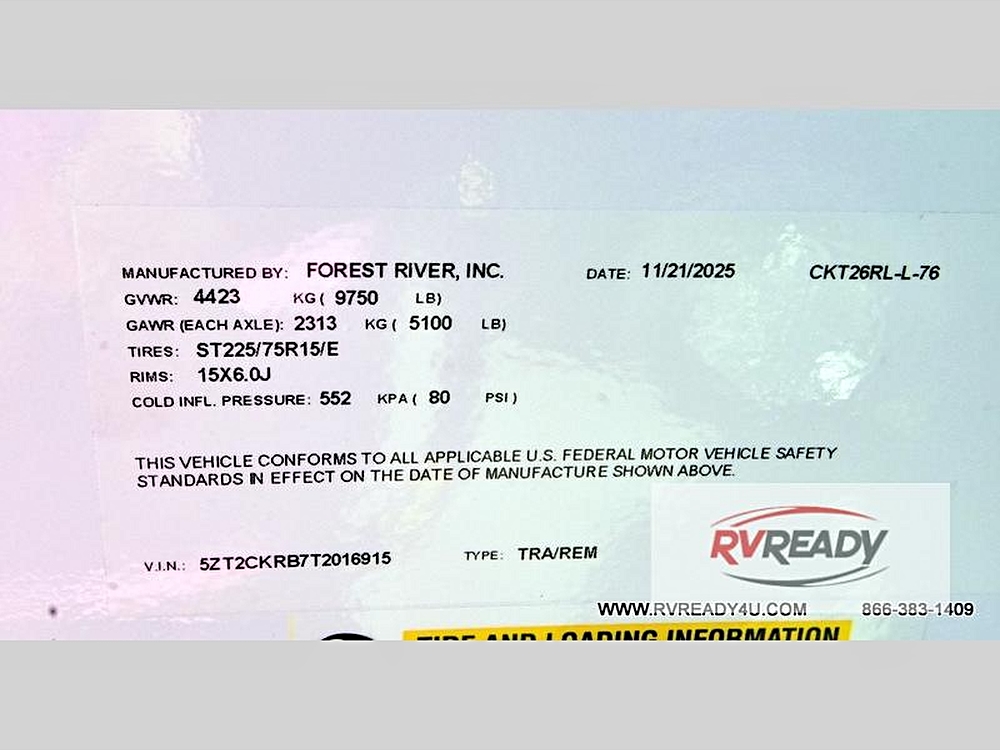 MANUFACTURED BY: FOREST RIVER, INC. DATE: 11/21/2025 CKT26RL-L-76
GVWR: 4423 KG ( 9750 LB)
GAWR (EACH AXLE): 2313 KG ( 5100 LB)
TIRES: ST225/75R15/E
RIMS: 15X6.0J
COLD INFL. PRESSURE: 552 KPA ( 80 PSI )
THIS VEHICLE CONFORMS TO ALL APPLICABLE U.S. FEDERAL MOTOR VEHICLE SAFETY
STANDARDS IN EFFECT ON THE DATE OF MANUFACTURE SHOWN ABOVE.
V.I.N.: 5ZT2CKRB7T2016915 TYPE: TRA/REM
RVREADY
WWW.RVREADY4U.COM 866-383-1409
TIRE AND LOADING INFORMATION